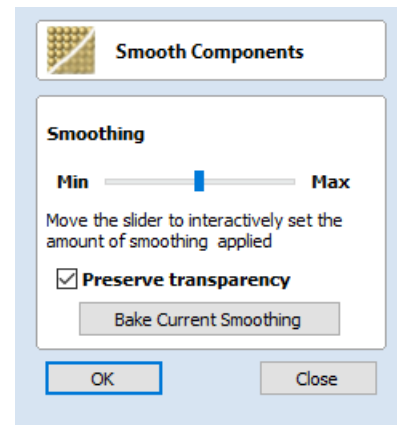 Smooth Components
Smoothing
Min Max
Move the slider to interactively set the
amount of smoothing applied
Preserve transparency
Bake Current Smoothing
OK Close